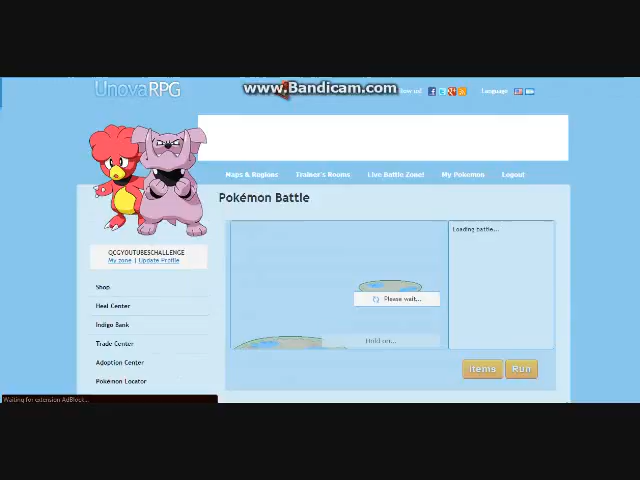 UnovaRPG
www.Bandicam.com
Language
Maps & Regions Trainer's Rooms Live Battle Zone! My Pokemon Logout
Pokémon Battle
Loading battle...
QCGYOUTUBESCHALLENGE
My zone | Update Profile
Shop
Heal Center
Indigo Bank
Trade Center
Adoption Center
Pokémon Locator
Please wait...
Hold on...
Items Run
Waiting for extension AdBlock...